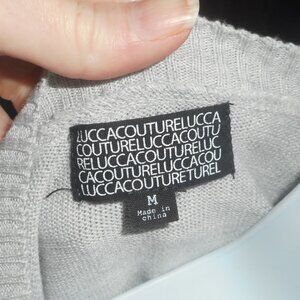 LUCCACOUTURELUCCA
COUTURELUCCACOUTU
RELUCCACOUTURELUC
CACOUTURELUCCACOU
LUCCACOUTURETUREL
M
Made in
china